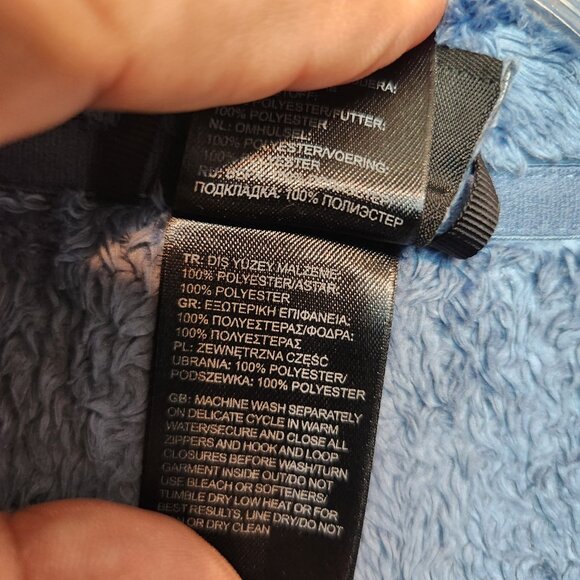 BERA:
100% POLYESTER/FUTTER:
100% POLYESTER
NL: OMHULSEL:
100% POLYESTER/VOERING:
POLYESTER
ПОДКЛАДКА: 100% ПОЛИЭСТЕР
TR: DIS YUZEY MALZEME:
100% POLYESTER/ASTAR:
100% POLYESTER
GR: ΕΞΩΤΕΡΙΚΗ ΕΠΙΦΑΝΕΙΑ:
100% ΠΟΛΥΕΣΤΕΡΑΣ/ΦΟΔΡΑ:
100% ΠΟΛΥΕΣΤΕΡΑΣ
PL: ZEWNĘTRZNA CZĘŚĆ
UBRANIA: 100% POLYESTER/
PODSZEWKA: 100% POLYESTER
GB: MACHINE WASH SEPARATELY
ON DELICATE CYCLE IN WARM
WATER/SECURE AND CLOSE ALL
ZIPPERS AND HOOK AND LOOP
CLOSURES BEFORE WASH/TURN
GARMENT INSIDE OUT/DO NOT
USE BLEACH OR SOFTENERS/
TUMBLE DRY LOW HEAT OR FOR
BEST RESULTS, LINE DRY/DO NOT
OR DRY CLEAN